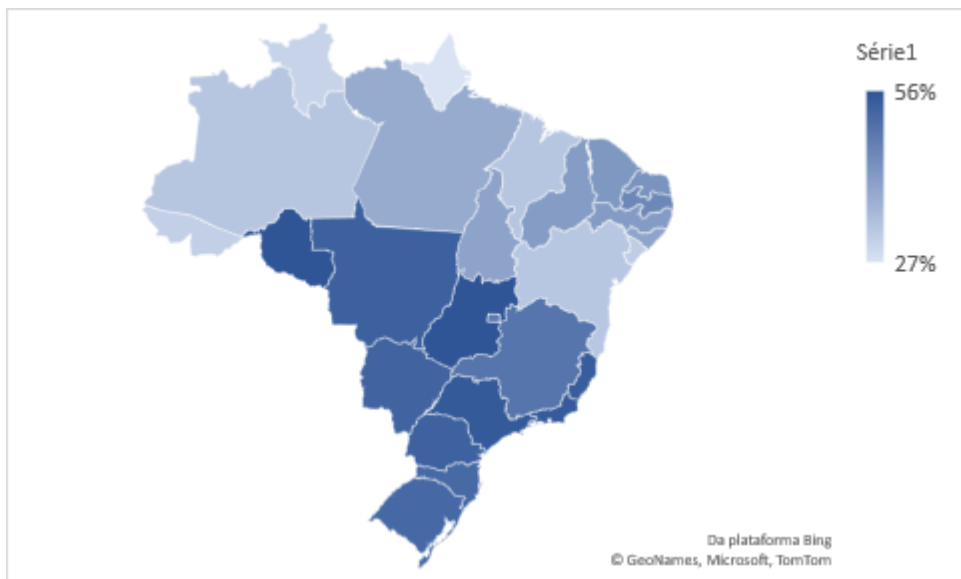 Série1
56%
27%
Da plataforma Bing
© GeoNames, Microsoft, TomTom